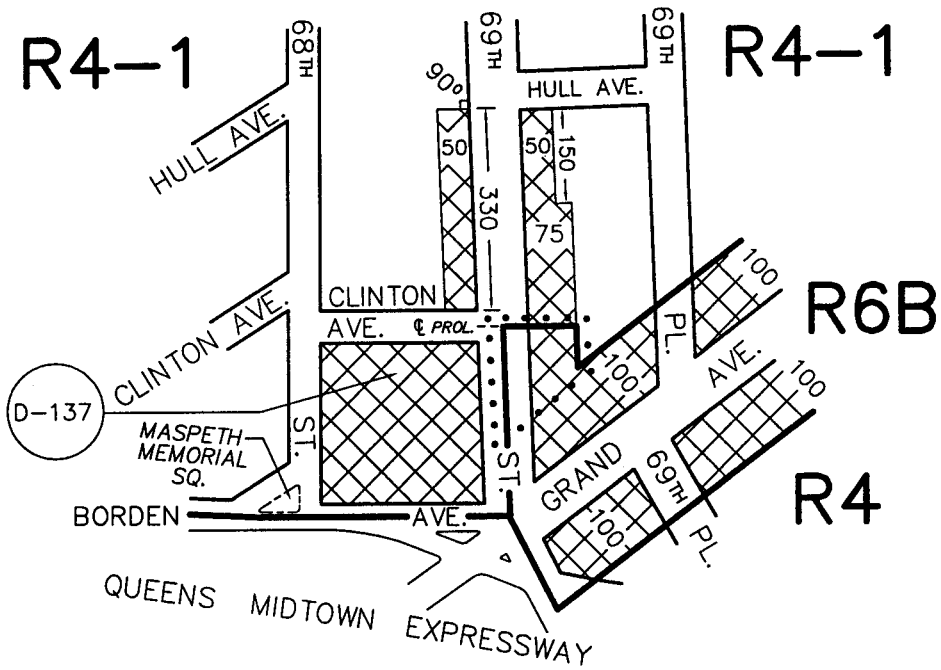 R4-1
68TH
69TH
69TH
R4-1
90°
HULL AVE.
HULL AVE.
50
330
50
150
75
CLINTON
AVE.
℄ PROL.
100
R6B
CLINTON AVE.
PL.
AVE.
100
100
D-137
MASPETH
MEMORIAL
SQ.
ST.
ST.
GRAND
69TH
PL.
R4
BORDEN
AVE.
100
QUEENS MIDTOWN EXPRESSWAY